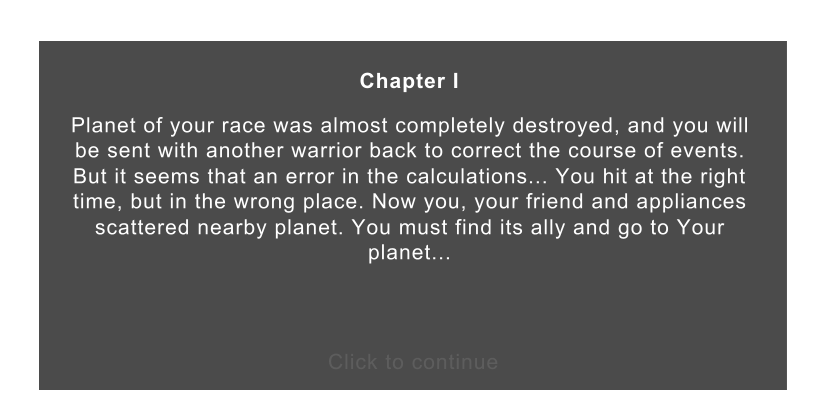 Chapter I
Planet of your race was almost completely destroyed, and you will
be sent with another warrior back to correct the course of events.
But it seems that an error in the calculations... You hit at the right
time, but in the wrong place. Now you, your friend and appliances
scattered nearby planet. You must find its ally and go to Your
planet...
Click to continue